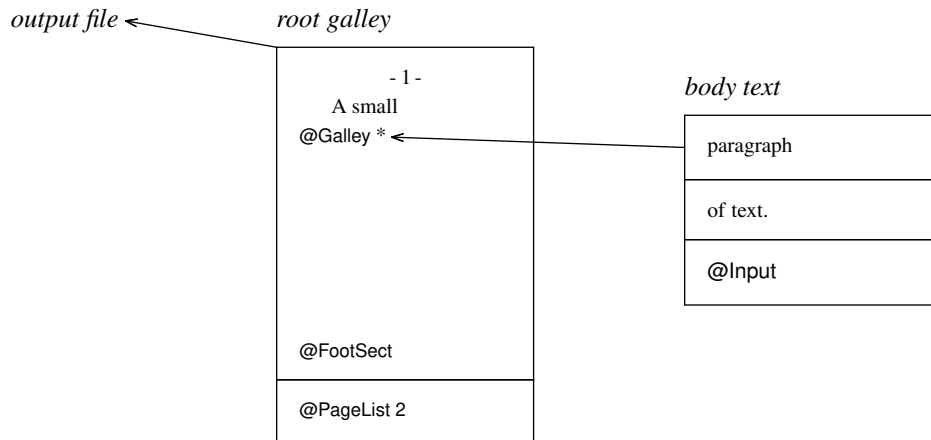 output file
root galley
- 1 -
A small
@Galley *
@FootSect
@PageList 2
body text
paragraph
of text.
@Input